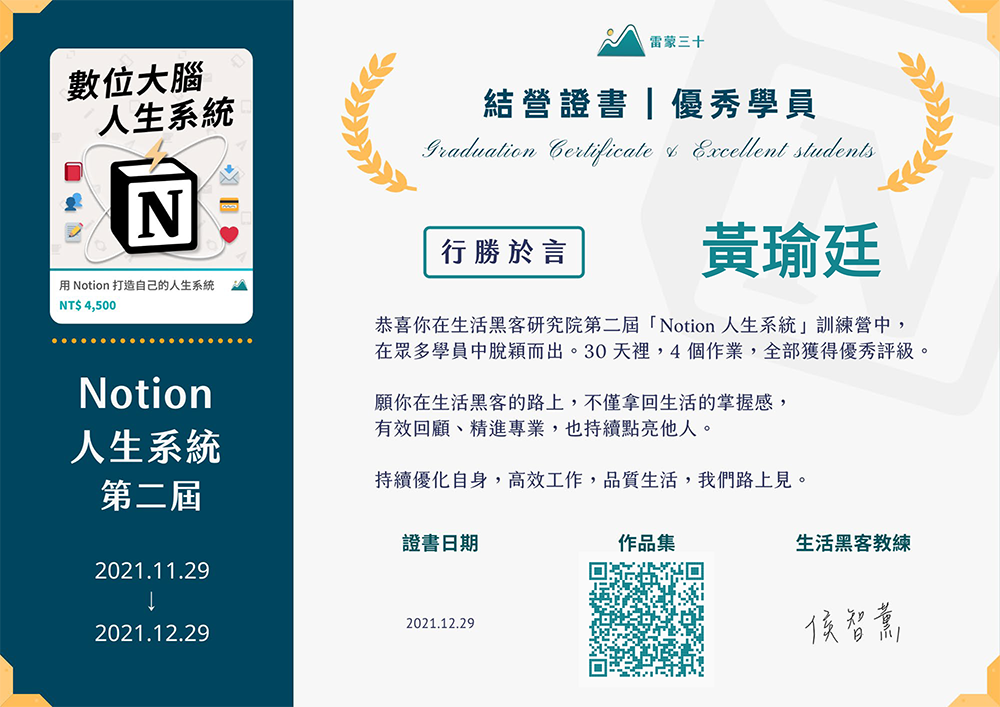 數位大腦
人生系統
N
用 Notion 打造自己的人生系統
NT$ 4,500
Notion
人生系統
第二屆
2021.11.29
↓
2021.12.29
雷蒙三十
結營證書｜優秀學員
Graduation Certificate & Excellent students
行勝於言
黃瑜廷
恭喜你在生活黑客研究院第二屆「Notion 人生系統」訓練營中，
在眾多學員中脫穎而出。30 天裡，4 個作業，全部獲得優秀評級。
願你在生活黑客的路上，不僅拿回生活的掌握感，
有效回顧、精進專業，也持續點亮他人。
持續優化自身，高效工作，品質生活，我們路上見。
證書日期
作品集
生活黑客教練
2021.12.29
侯智薰